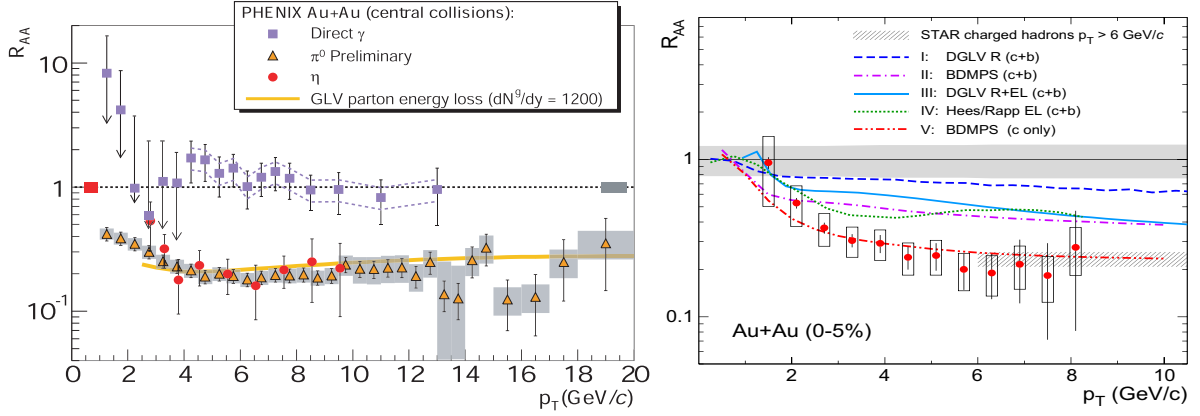 PHENIX Au+Au (central collisions):
Direct γ
π⁰ Preliminary
η
GLV parton energy loss (dNᵍ/dy = 1200)
R_AA
10
1
10⁻¹
0 2 4 6 8 10 12 14 16 18 20
p_T (GeV/c)
R_AA
STAR charged hadrons p_T > 6 GeV/c
I: DGLV R (c+b)
II: BDMPS (c+b)
III: DGLV R+EL (c+b)
IV: Hees/Rapp EL (c+b)
V: BDMPS (c only)
1
0.1
Au+Au (0-5%)
2 4 6 8 10
p_T (GeV/c)